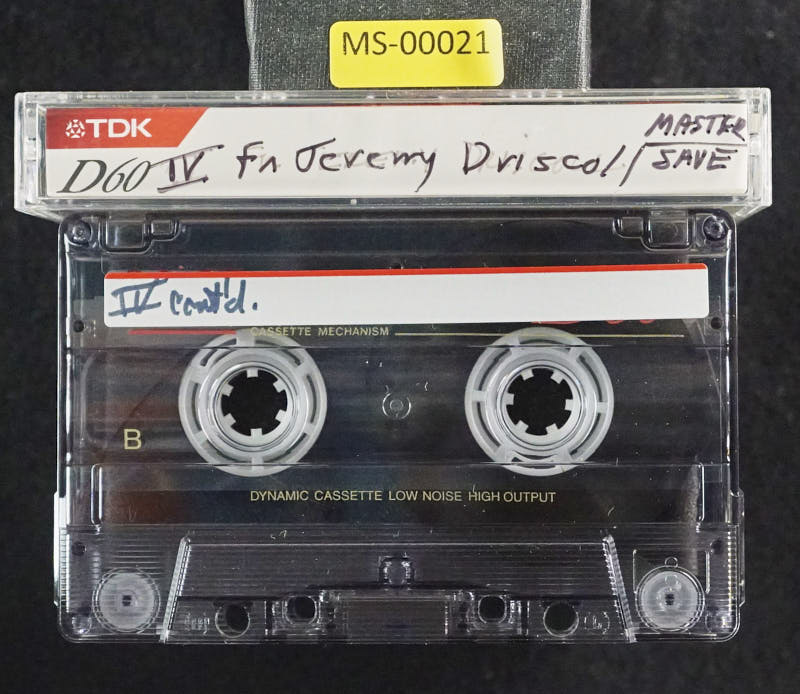 MS-00021
TDK
MASTER
D60 IV Fn Jeremy Driscol/
SAVE
IV Cont'd.
CASSETTE MECHANISM
B
DYNAMIC CASSETTE LOW NOISE HIGH OUTPUT